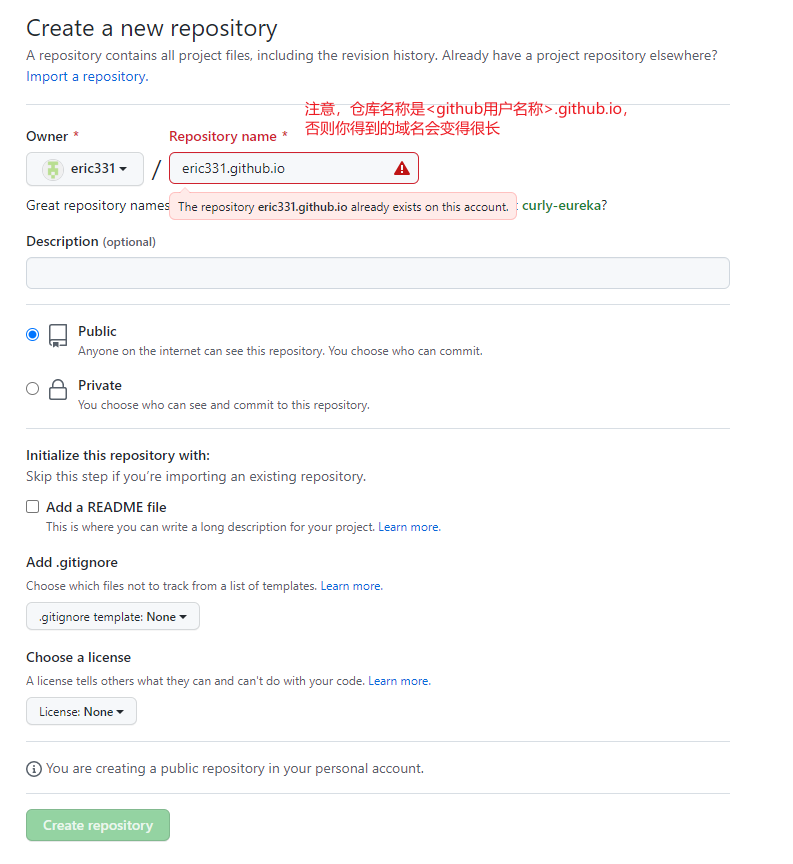 Create a new repository
A repository contains all project files, including the revision history. Already have a project repository elsewhere?
Import a repository.
注意，仓库名称是<github用户名称>.github.io，
否则你得到的域名会变得很长
Owner *
Repository name *
eric331
/
eric331.github.io
Great repository names
The repository eric331.github.io already exists on this account.
: curly-eureka?
Description (optional)
Public
Anyone on the internet can see this repository. You choose who can commit.
Private
You choose who can see and commit to this repository.
Initialize this repository with:
Skip this step if you’re importing an existing repository.
Add a README file
This is where you can write a long description for your project. Learn more.
Add .gitignore
Choose which files not to track from a list of templates. Learn more.
.gitignore template: None
Choose a license
A license tells others what they can and can't do with your code. Learn more.
License: None
You are creating a public repository in your personal account.
Create repository